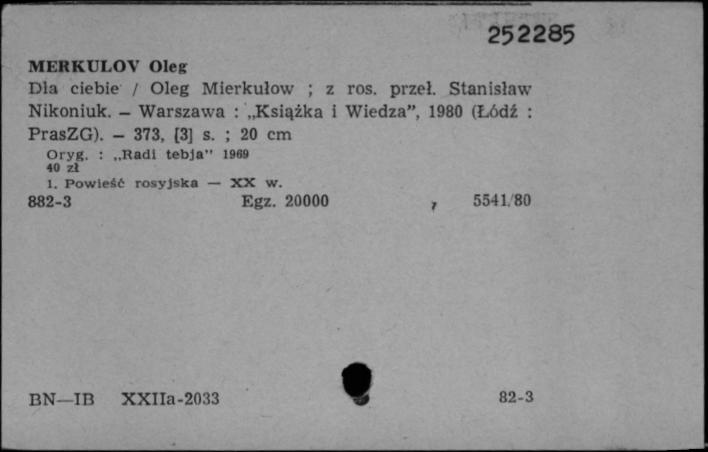 252285
MERKULOV Oleg
Dla ciebie / Oleg Mierkułow ; z ros. przeł. Stanisław
Nikoniuk. — Warszawa : „Książka i Wiedza”, 1980 (Łódź :
PrasZG). — 373, [3] s. ; 20 cm
Oryg. : „Radi tebja” 1969
40 zł
1. Powieść rosyjska — XX w.
882-3 Egz. 20000 5541/80
BN—IB XXIIa-2033 82-3